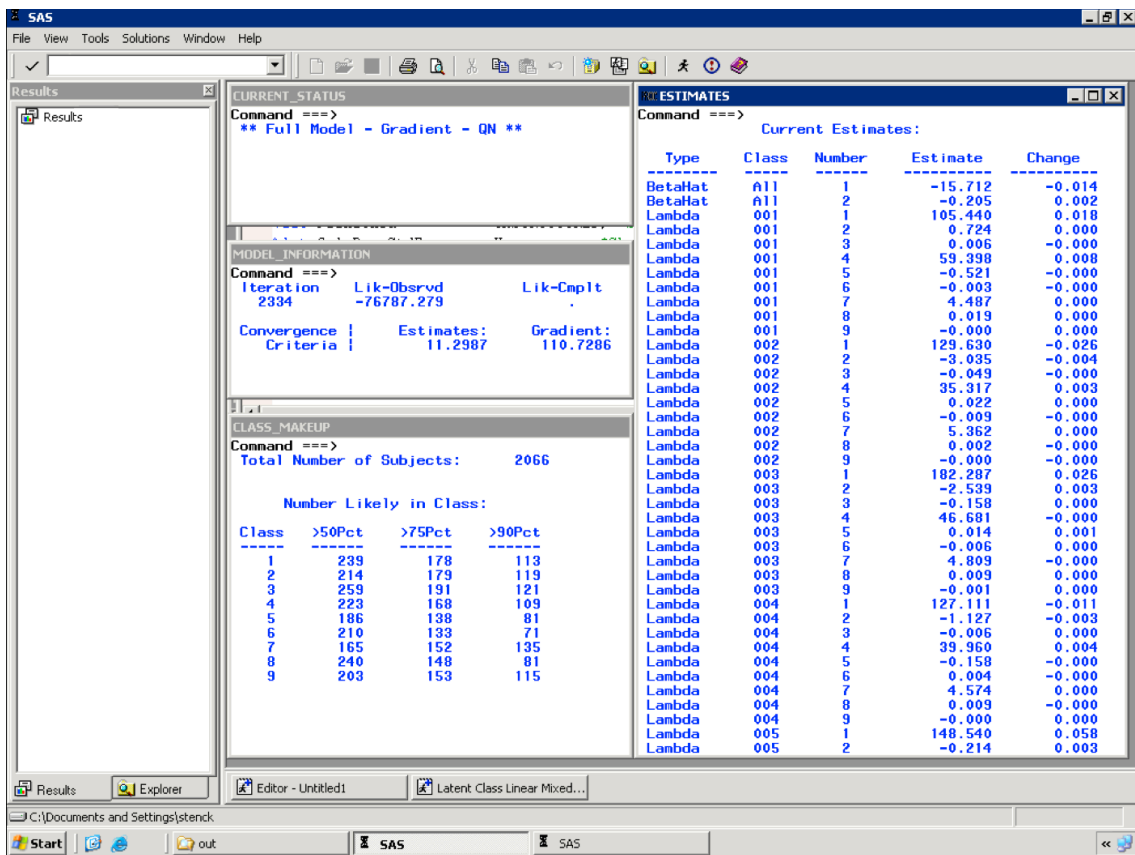 SAS
File View Tools Solutions Window Help
Results
Results
CURRENT_STATUS
Command ===>
** Full Model - Gradient - QN **
MODEL_INFORMATION
Command ===>
Iteration Lik-Obsrvd Lik-Cmplt
2334 -76787.279 .
Convergence | Estimates: Gradient:
Criteria | 11.2987 110.7286
CLASS_MAKEUP
Command ===>
Total Number of Subjects: 2066
Number Likely in Class:
Class >50Pct >75Pct >90Pct
----- ------ ------ ------
1 239 178 113
2 214 179 119
3 259 191 121
4 223 168 109
5 186 138 81
6 210 133 71
7 165 152 135
8 240 148 81
9 203 153 115
ESTIMATES
Command ===>
Current Estimates:
Type Class Number Estimate Change
-------- ----- ------ ---------- ----------
BetaHat All 1 -15.712 -0.014
BetaHat All 2 -0.205 0.002
Lambda 001 1 105.440 0.018
Lambda 001 2 0.724 0.000
Lambda 001 3 0.006 -0.000
Lambda 001 4 59.398 0.008
Lambda 001 5 -0.521 -0.000
Lambda 001 6 -0.003 -0.000
Lambda 001 7 4.487 0.000
Lambda 001 8 0.019 0.000
Lambda 001 9 -0.000 0.000
Lambda 002 1 129.630 -0.026
Lambda 002 2 -3.035 -0.004
Lambda 002 3 -0.049 -0.000
Lambda 002 4 35.317 0.003
Lambda 002 5 0.022 0.000
Lambda 002 6 -0.009 -0.000
Lambda 002 7 5.362 0.000
Lambda 002 8 0.002 -0.000
Lambda 002 9 -0.000 -0.000
Lambda 003 1 182.287 0.026
Lambda 003 2 -2.539 0.003
Lambda 003 3 -0.158 0.000
Lambda 003 4 46.681 -0.000
Lambda 003 5 0.014 0.001
Lambda 003 6 -0.006 0.000
Lambda 003 7 4.809 -0.000
Lambda 003 8 0.009 0.000
Lambda 003 9 -0.001 0.000
Lambda 004 1 127.111 -0.011
Lambda 004 2 -1.127 -0.003
Lambda 004 3 -0.006 0.000
Lambda 004 4 39.960 0.004
Lambda 004 5 -0.158 -0.000
Lambda 004 6 0.004 -0.000
Lambda 004 7 4.574 0.000
Lambda 004 8 0.009 -0.000
Lambda 004 9 -0.000 0.000
Lambda 005 1 148.540 0.058
Lambda 005 2 -0.214 0.003
Results Explorer
Editor - Untitled1 Latent Class Linear Mixed...
C:\Documents and Settings\stenck
Start out SAS SAS